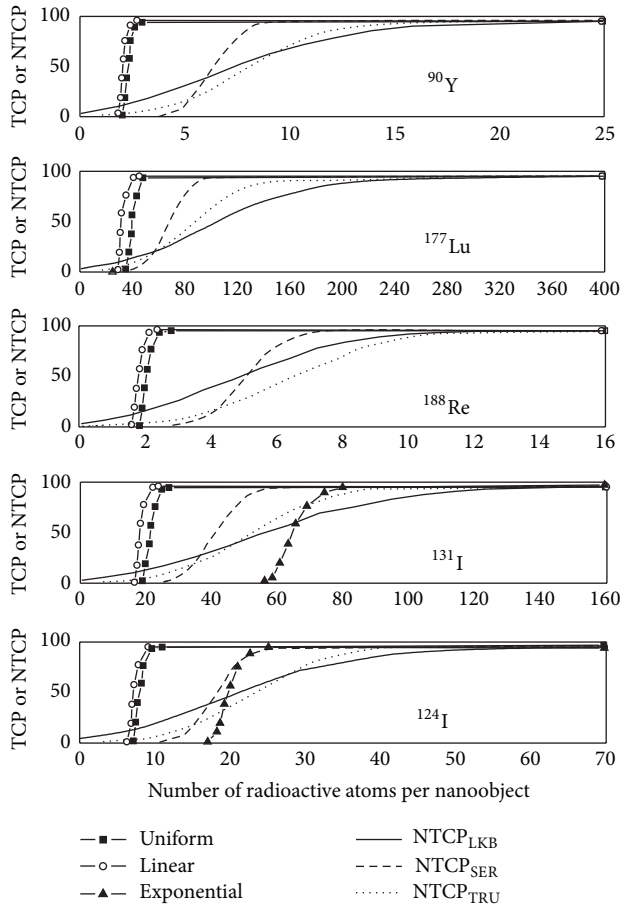 TCP or NTCP
100
50
0
90Y
0 5 10 15 20 25
TCP or NTCP
100
50
0
177Lu
0 40 80 120 160 200 240 280 320 360 400
TCP or NTCP
100
50
0
188Re
0 2 4 6 8 10 12 14 16
TCP or NTCP
100
50
0
131I
0 20 40 60 80 100 120 140 160
TCP or NTCP
100
50
0
124I
0 10 20 30 40 50 60 70
Number of radioactive atoms per nanoobject
Uniform NTCPLKB
Linear NTCPSER
Exponential NTCPTRU